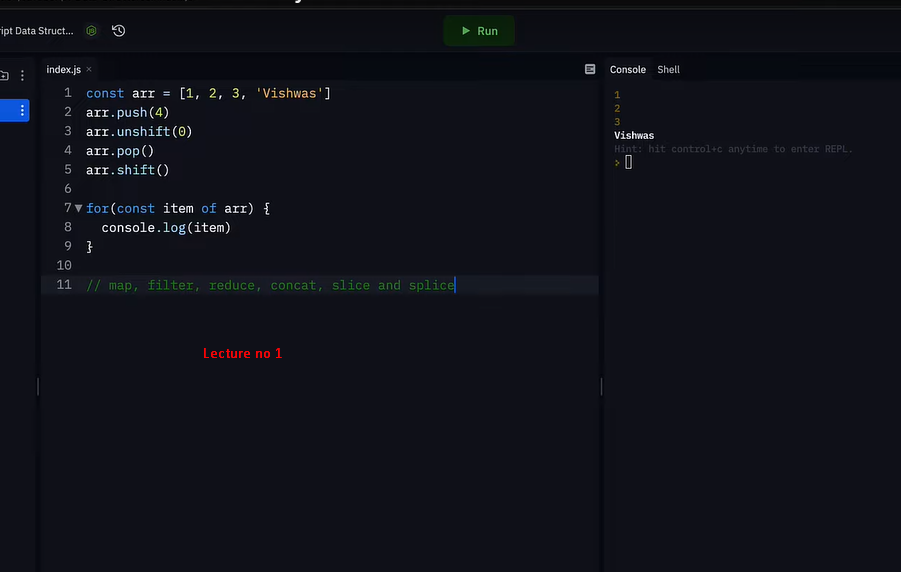 ipt Data Struct...
Run
index.js ×
Console Shell
1 const arr = [1, 2, 3, 'Vishwas']
2 arr.push(4)
3 arr.unshift(0)
4 arr.pop()
5 arr.shift()
6
7 for(const item of arr) {
8 console.log(item)
9 }
10
11 // map, filter, reduce, concat, slice and splice
Lecture no 1
1
2
3
Vishwas
Hint: hit control+c anytime to enter REPL.
>